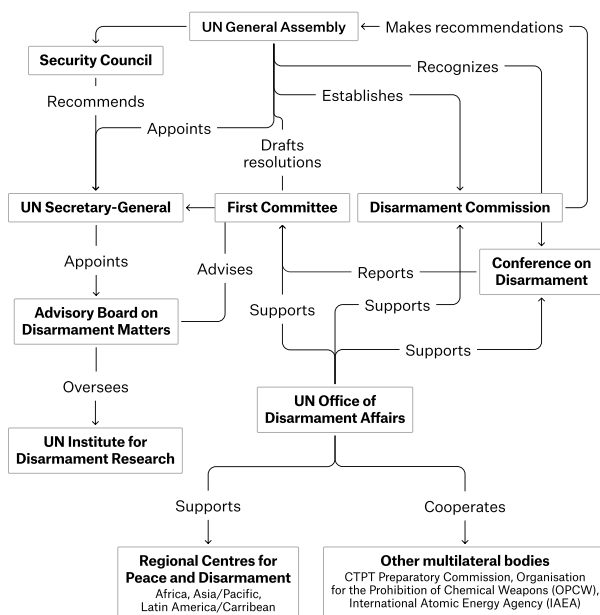 UN General Assembly
Makes recommendations
Security Council
Recognizes
Recommends
Establishes
Appoints
Drafts
resolutions
UN Secretary-General
First Committee
Disarmament Commission
Appoints
Advises
Reports
Conference on
Disarmament
Advisory Board on
Disarmament Matters
Supports
Supports
Supports
Oversees
UN Office of
Disarmament Affairs
UN Institute for
Disarmament Research
Supports
Cooperates
Regional Centres for
Peace and Disarmament
Africa, Asia/Pacific,
Latin America/Carribean
Other multilateral bodies
CTPT Preparatory Commission, Organisation
for the Prohibition of Chemical Weapons (OPCW),
International Atomic Energy Agency (IAEA)